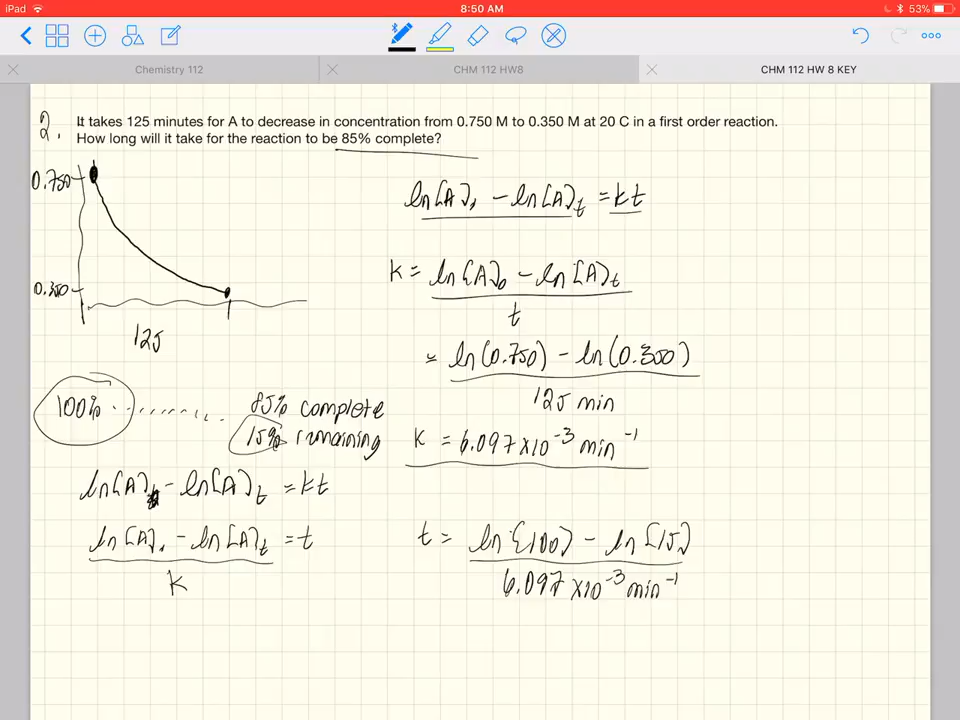 iPad 8:50 AM 53%
Chemistry 112 CHM 112 HW8 CHM 112 HW 8 KEY
2. It takes 125 minutes for A to decrease in concentration from 0.750 M to 0.350 M at 20 C in a first order reaction.
How long will it take for the reaction to be 85% complete?
0.750
0.350
125
ln[A]₀ - ln[A]t = kt
k = ln[A]₀ - ln[A]t
t
= ln(0.750) - ln(0.350)
125 min
k = 6.097 x10⁻³ min⁻¹
100% 85% complete
15% remaining
ln[A]₀ - ln[A]t = kt
ln[A]₀ - ln[A]t = t
k
t = ln[100] - ln[15]
6.097 x10⁻³ min⁻¹